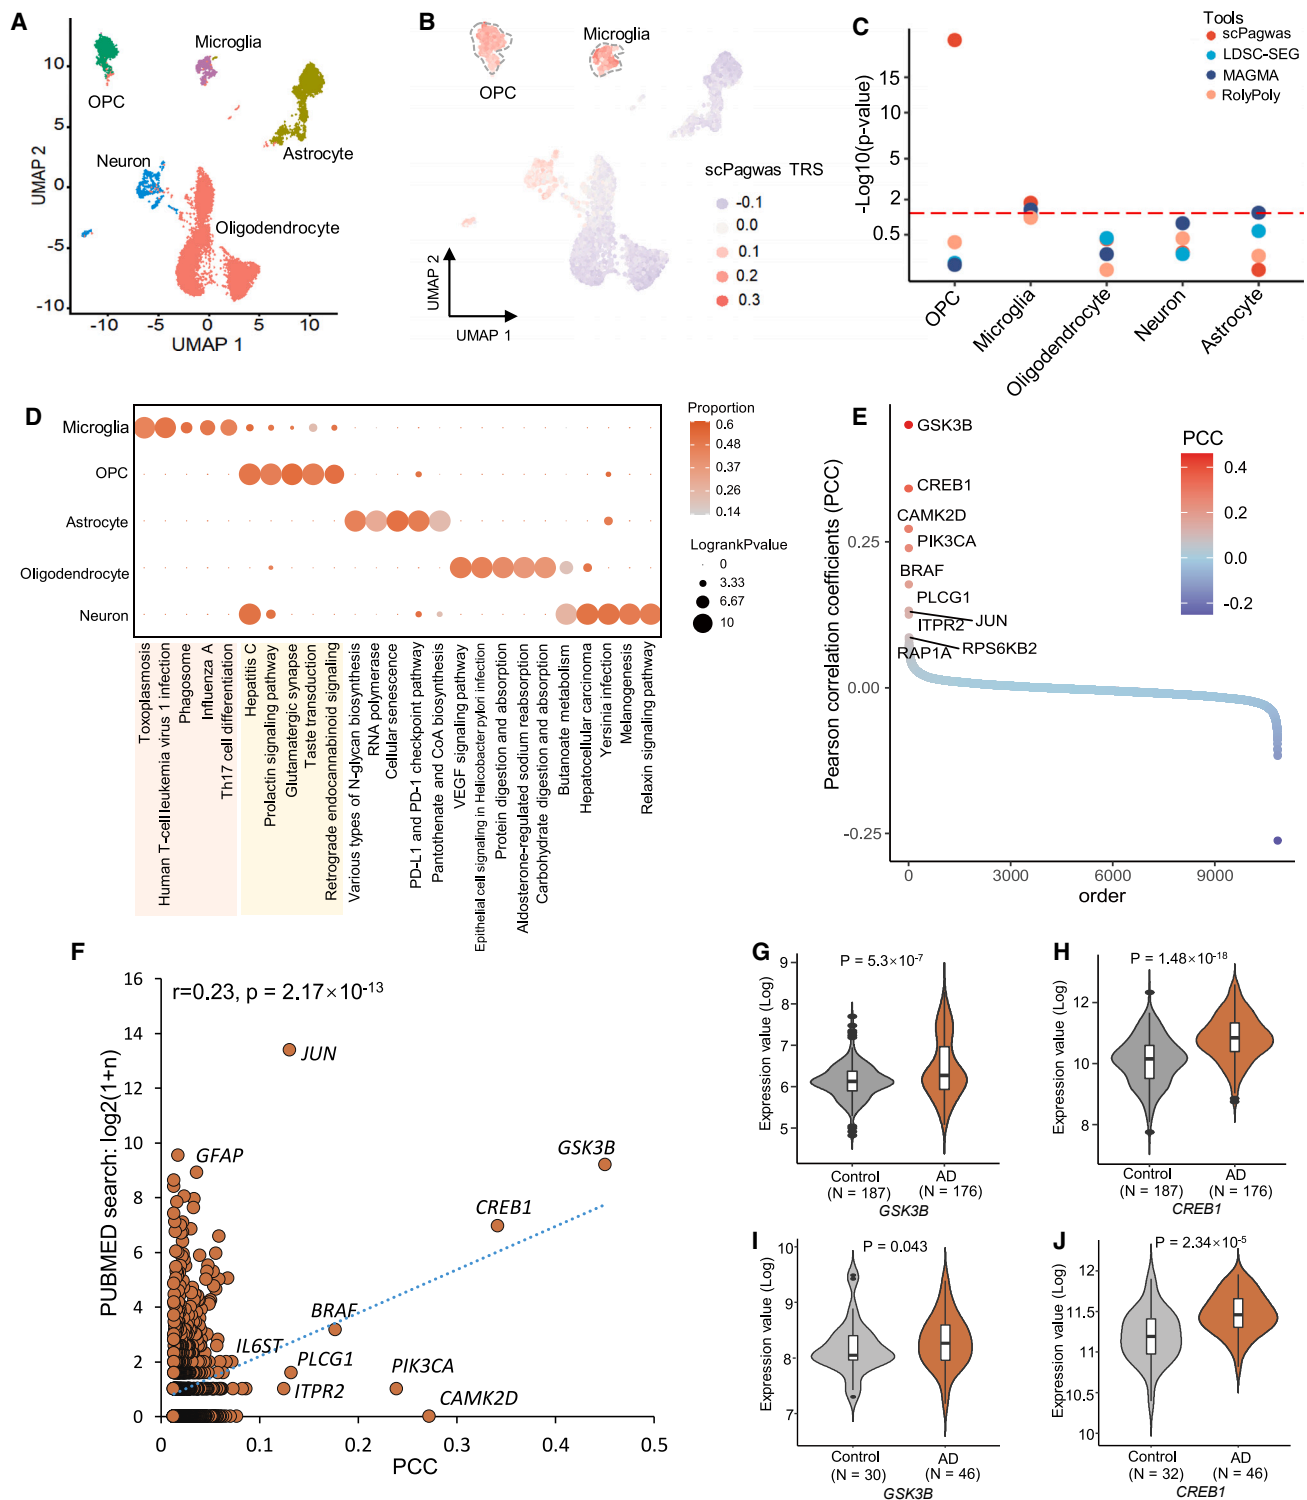 A
Microglia
OPC
Neuron
Astrocyte
Oligodendrocyte
UMAP 2
10
5
0
-5
-10
-10
-5
0
5
10
UMAP 1
B
Microglia
OPC
scPagwas TRS
-0.1
0.0
0.1
0.2
0.3
UMAP 2
UMAP 1
C
Tools
scPagwas
LDSC-SEG
MAGMA
RolyPoly
-Log10(p-value)
15
10
5
2
0.5
OPC
Microglia
Oligodendrocyte
Neuron
Astrocyte
D
Microglia
OPC
Astrocyte
Oligodendrocyte
Neuron
Toxoplasmosis
Human T-cell leukemia virus 1 infection
Phagosome
Influenza A
Th17 cell differentiation
Hepatitis C
Prolactin signaling pathway
Glutamatergic synapse
Taste transduction
Retrograde endocannabinoid signaling
Various types of N-glycan biosynthesis
RNA polymerase
Cellular senescence
PD-L1 and PD-1 checkpoint pathway
Pantothenate and CoA biosynthesis
VEGF signaling pathway
Epithelial cell signaling in Helicobacter pylori infection
Protein digestion and absorption
Aldosterone-regulated sodium reabsorption
Carbohydrate digestion and absorption
Butanoate metabolism
Hepatocellular carcinoma
Yersinia infection
Melanogenesis
Relaxin signaling pathway
Proportion
0.6
0.48
0.37
0.26
0.14
LogrankPvalue
0
3.33
6.67
10
E
Pearson correlation coefficients (PCC)
0.25
0.00
-0.25
GSK3B
CREB1
CAMK2D
PIK3CA
BRAF
PLCG1
JUN
ITPR2
RPS6KB2
RAP1A
PCC
0.4
0.2
0.0
-0.2
0
3000
6000
9000
order
F
r=0.23, p = 2.17×10-13
PUBMED search: log2(1+n)
16
14
12
10
8
6
4
2
0
JUN
GFAP
GSK3B
CREB1
BRAF
IL6ST
PLCG1
PIK3CA
ITPR2
CAMK2D
0
0.1
0.2
0.3
0.4
0.5
PCC
G
P = 5.3×10-7
Expression value (Log)
9
8
7
6
5
Control
(N = 187)
AD
(N = 176)
GSK3B
H
P = 1.48×10-18
Expression value (Log)
12
10
8
Control
(N = 187)
AD
(N = 176)
CREB1
I
P = 0.043
Expression value (Log)
10
9
8
7
Control
(N = 30)
AD
(N = 46)
GSK3B
J
P = 2.34×10-5
Expression value (Log)
12
11.5
11
10.5
10
Control
(N = 32)
AD
(N = 46)
CREB1